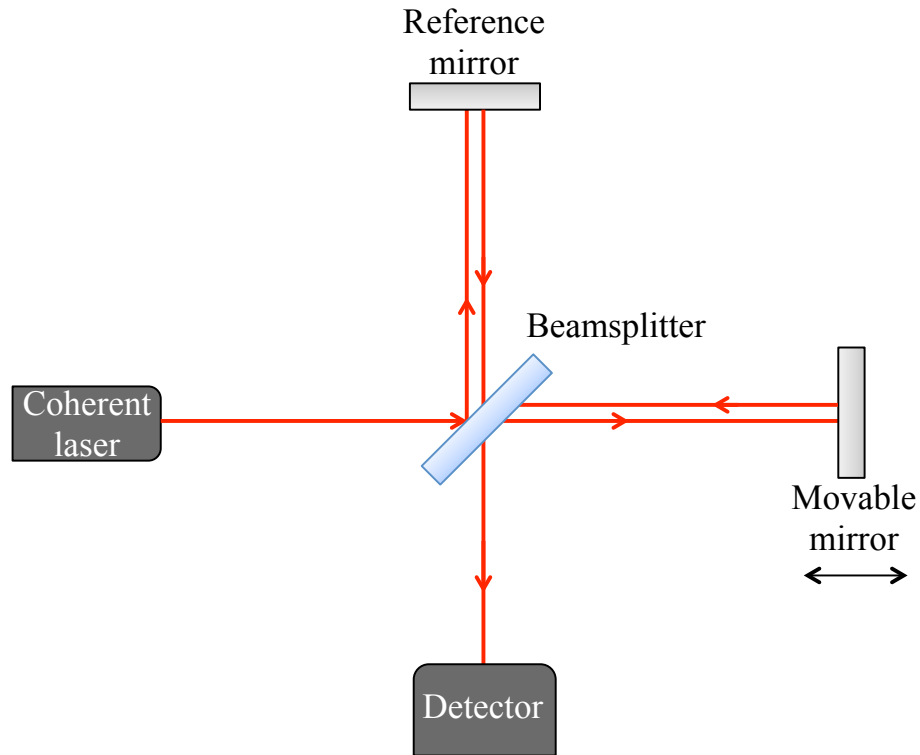 Reference
mirror
Beamsplitter
Coherent
laser
Movable
mirror
Detector